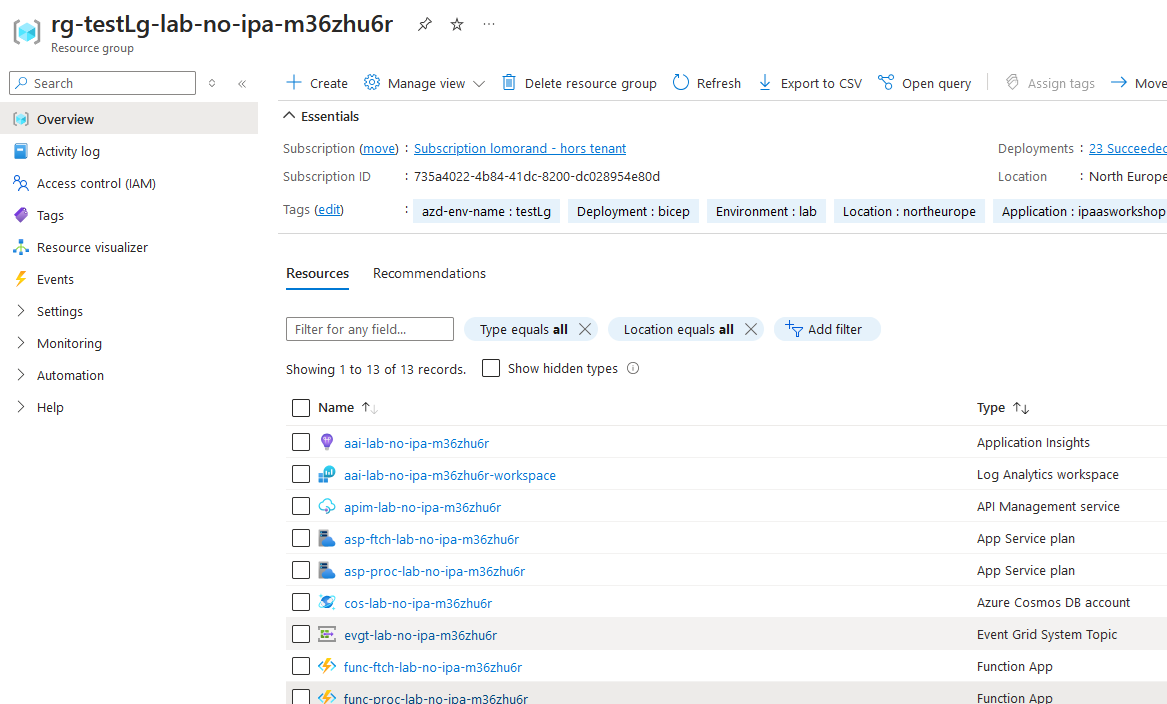 rg-testLg-lab-no-ipa-m36zhu6r
Resource group
Search
Create Manage view Delete resource group Refresh Export to CSV Open query Assign tags Move
Overview
Activity log
Access control (IAM)
Tags
Resource visualizer
Events
Settings
Monitoring
Automation
Help
Essentials
Subscription (move) : Subscription lomorand - hors tenant
Deployments : 23 Succeeded
Subscription ID : 735a4022-4b84-41dc-8200-dc028954e80d
Location : North Europe
Tags (edit) : azd-env-name : testLg Deployment : bicep Environment : lab Location : northeurope Application : ipaasworkshop
Resources Recommendations
Filter for any field... Type equals all Location equals all Add filter
Showing 1 to 13 of 13 records. Show hidden types
Name Type
aai-lab-no-ipa-m36zhu6r Application Insights
aai-lab-no-ipa-m36zhu6r-workspace Log Analytics workspace
apim-lab-no-ipa-m36zhu6r API Management service
asp-ftch-lab-no-ipa-m36zhu6r App Service plan
asp-proc-lab-no-ipa-m36zhu6r App Service plan
cos-lab-no-ipa-m36zhu6r Azure Cosmos DB account
evgt-lab-no-ipa-m36zhu6r Event Grid System Topic
func-ftch-lab-no-ipa-m36zhu6r Function App
func-proc-lab-no-ipa-m36zhu6r Function App